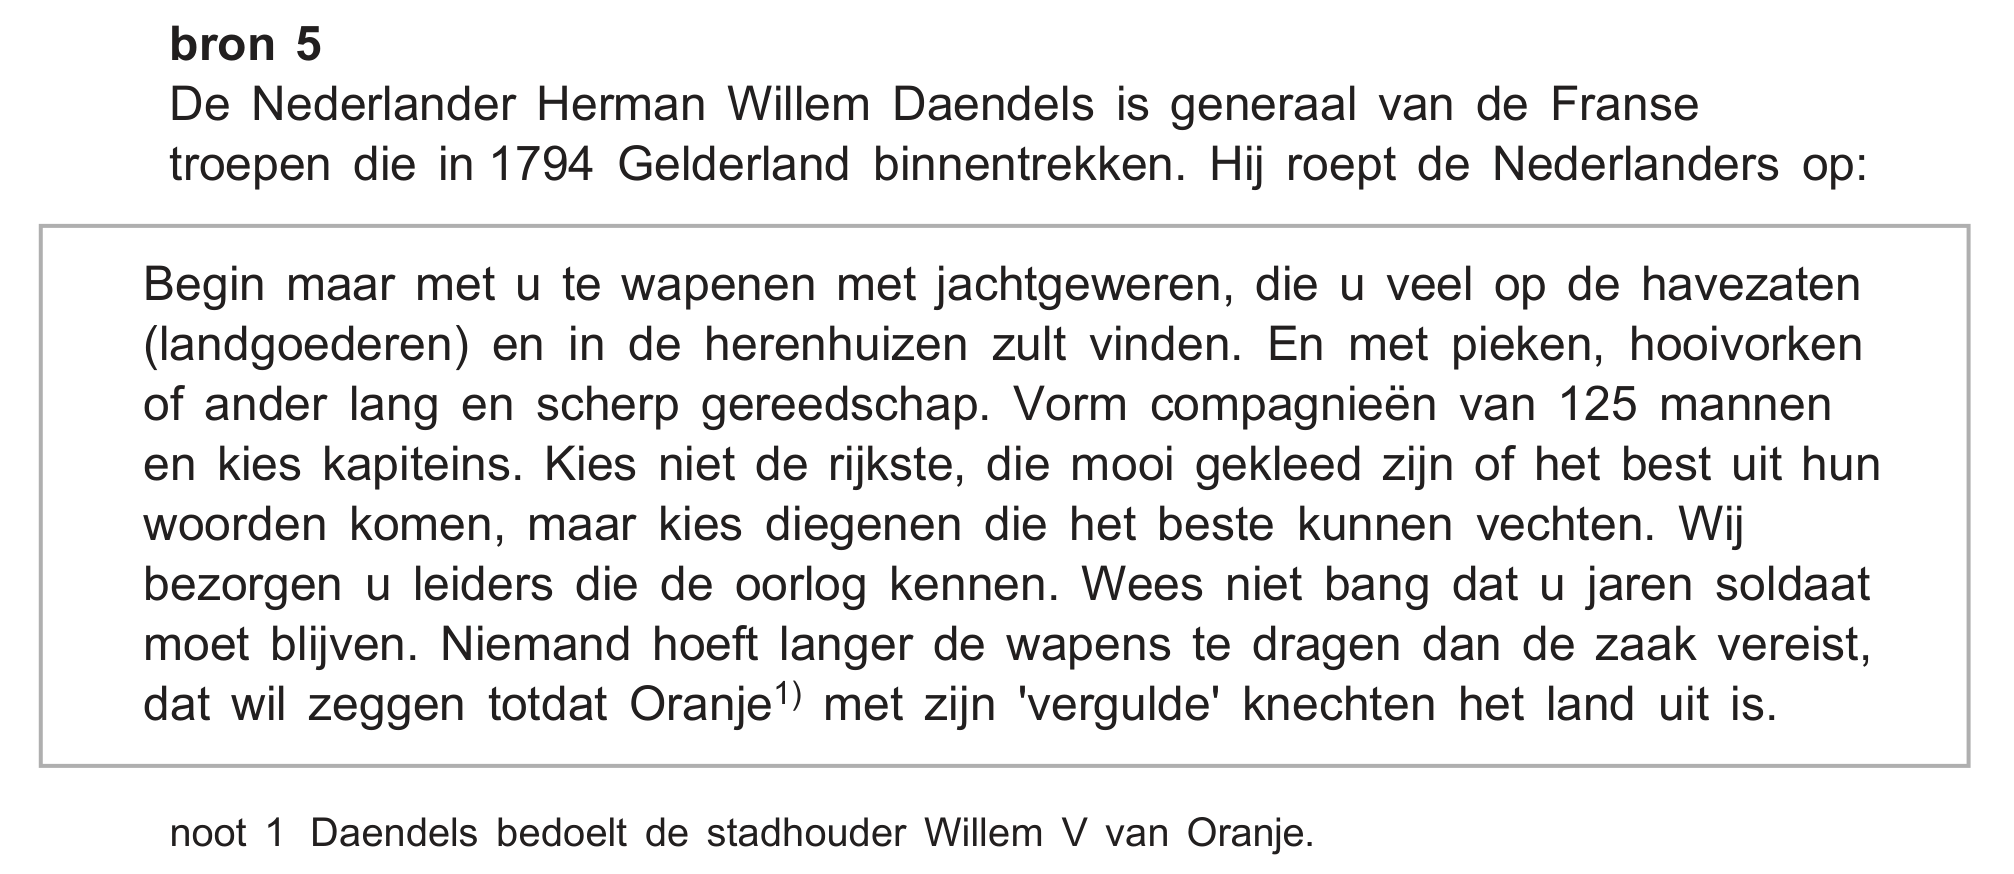 bron 5
De Nederlander Herman Willem Daendels is generaal van de Franse
troepen die in 1794 Gelderland binnentrekken. Hij roept de Nederlanders op:
Begin maar met u te wapenen met jachtgeweren, die u veel op de havezaten
(landgoederen) en in de herenhuizen zult vinden. En met pieken, hooivorken
of ander lang en scherp gereedschap. Vorm compagnieën van 125 mannen
en kies kapiteins. Kies niet de rijkste, die mooi gekleed zijn of het best uit hun
woorden komen, maar kies diegenen die het beste kunnen vechten. Wij
bezorgen u leiders die de oorlog kennen. Wees niet bang dat u jaren soldaat
moet blijven. Niemand hoeft langer de wapens te dragen dan de zaak vereist,
dat wil zeggen totdat Oranje1) met zijn 'vergulde' knechten het land uit is.
noot 1 Daendels bedoelt de stadhouder Willem V van Oranje.